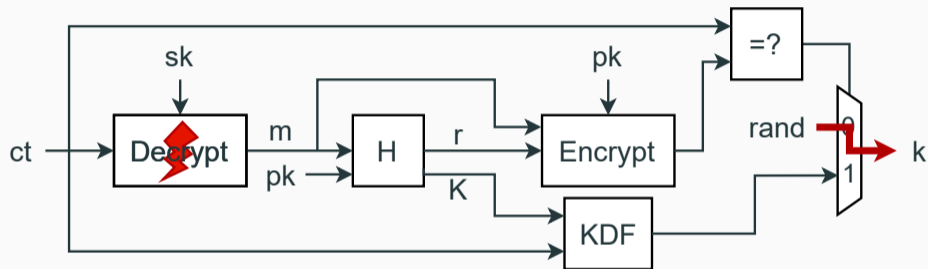 =?
sk
pk
rand
0
ct
Decrypt
m
H
r
Encrypt
k
pk
K
1
KDF